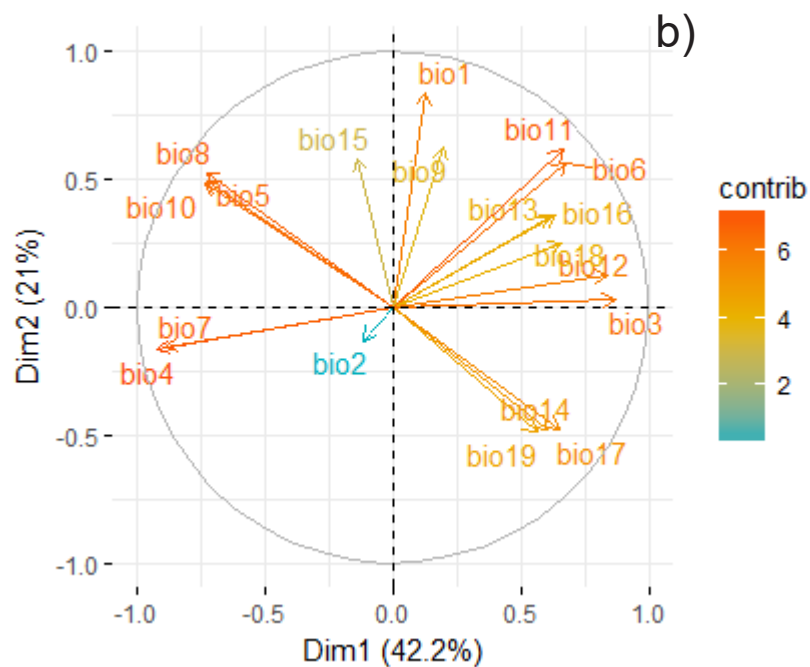 b)
1.0
0.5
0.0
-0.5
-1.0
Dim2 (21%)
bio1
bio15
bio11
bio8
bio9
bio6
bio5
bio10
bio13
bio16
bio18
bio12
bio7
bio3
bio4
bio2
bio14
bio19
bio17
-1.0
-0.5
0.0
0.5
1.0
Dim1 (42.2%)
contrib
6
4
2